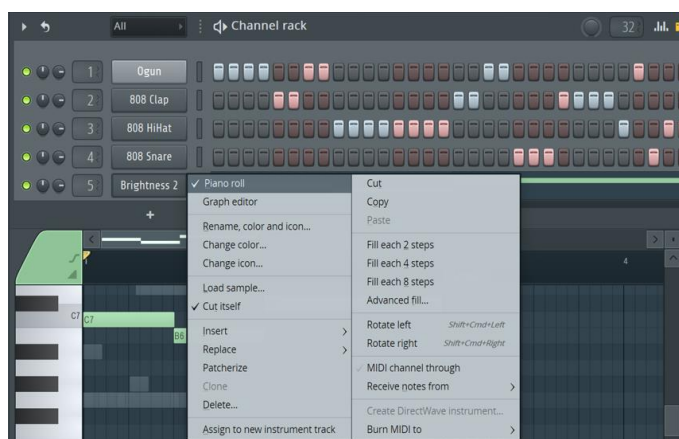 All Channel rack 32
1 Ogun
2 808 Clap
3 808 HiHat
4 808 Snare
5 Brightness 2
+
✓ Piano roll
Graph editor
Rename, color and icon...
Change color...
Change icon...
Load sample...
✓ Cut itself
Insert
Replace
Patcherize
Clone
Delete...
Assign to new instrument track
Cut
Copy
Paste
Fill each 2 steps
Fill each 4 steps
Fill each 8 steps
Advanced fill...
Rotate left Shift+Cmd+Left
Rotate right Shift+Cmd+Right
✓ MIDI channel through
Receive notes from
Create DirectWave instrument...
Burn MIDI to
4
C7 C7
B6